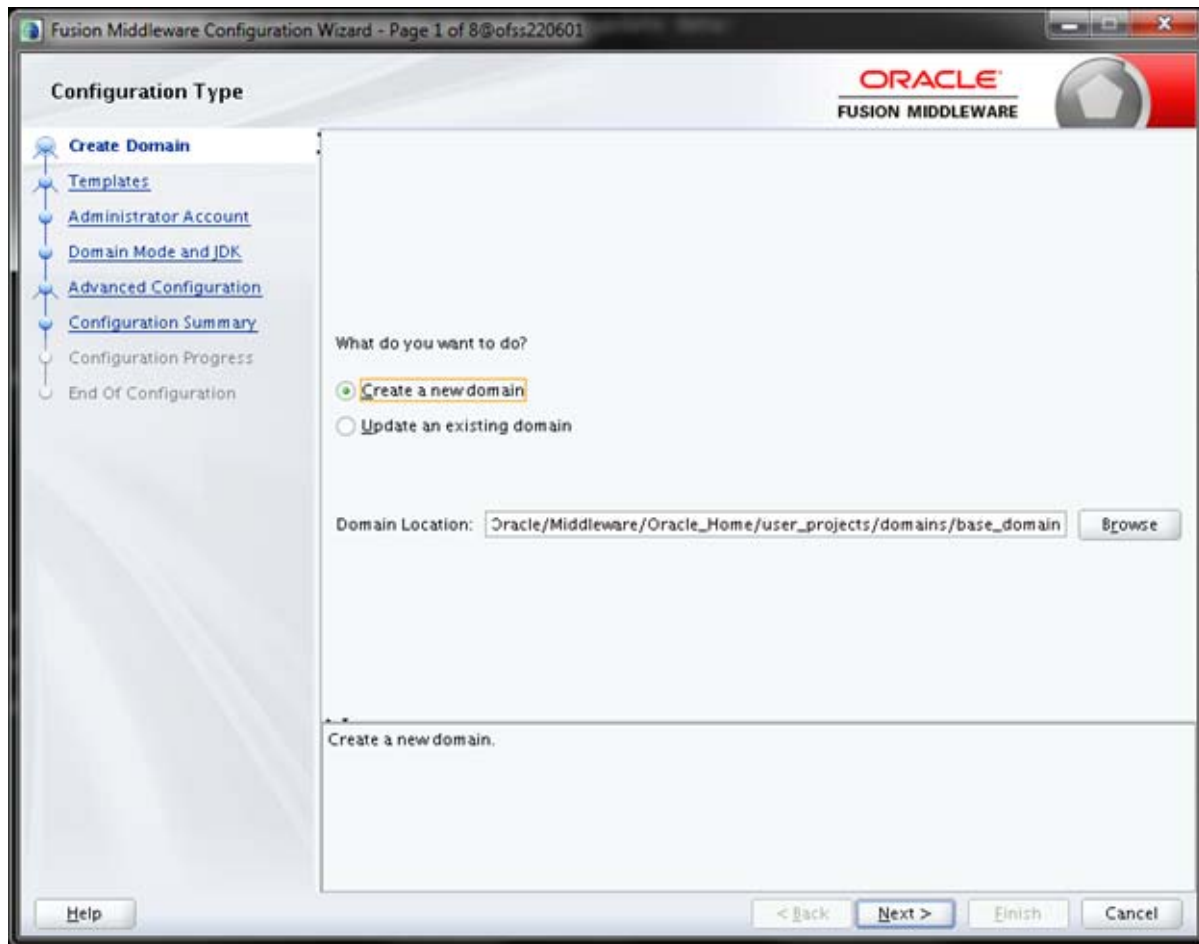 Fusion Middleware Configuration Wizard - Page 1 of 8@ofss220601
Configuration Type
ORACLE
FUSION MIDDLEWARE
Create Domain
Templates
Administrator Account
Domain Mode and JDK
Advanced Configuration
Configuration Summary
Configuration Progress
End Of Configuration
What do you want to do?
Create a new domain
Update an existing domain
Domain Location: Oracle/Middleware/Oracle_Home/user_projects/domains/base_domain Browse
Create a new domain.
Help < Back Next > Finish Cancel